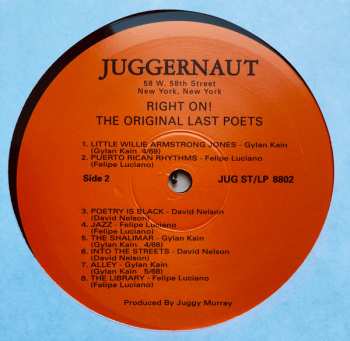 JUGGERNAUT
58 W. 58th Street
New York, New York
RIGHT ON!
THE ORIGINAL LAST POETS
1. LITTLE WILLIE ARMSTRONG JONES - Gylan Kain
(Gylan Kain 4/68)
2. PUERTO RICAN RHYTHMS - Felipe Luciano
(Felipe Luciano)
Side 2
JUG ST/LP 8802
3. POETRY IS BLACK - David Nelson
(David Nelson)
4. JAZZ - Felipe Luciano
(Felipe Luciano)
5. THE SHALIMAR - Gylan Kain
(Gylan Kain 4/68)
6. INTO THE STREETS - David Nelson
(David Nelson)
7. ALLEY - Gylan Kain
(Gylan Kain 5/68)
8. THE LIBRARY - Felipe Luciano
(Felipe Luciano)
Produced By Juggy Murray